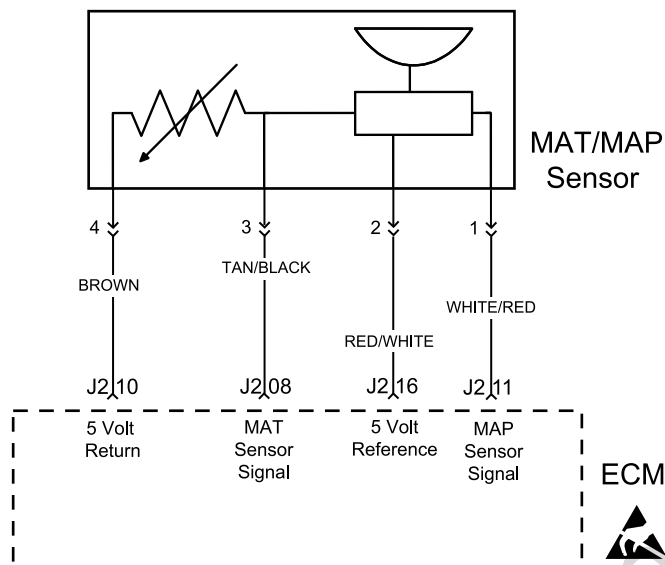 MAT/MAP
Sensor
4 3 2 1
TAN/BLACK
BROWN
WHITE/RED
RED/WHITE
J2 10 J2 08 J2 16 J2 11
5 Volt
Return
MAT
Sensor
Signal
5 Volt
Reference
MAP
Sensor
Signal
ECM